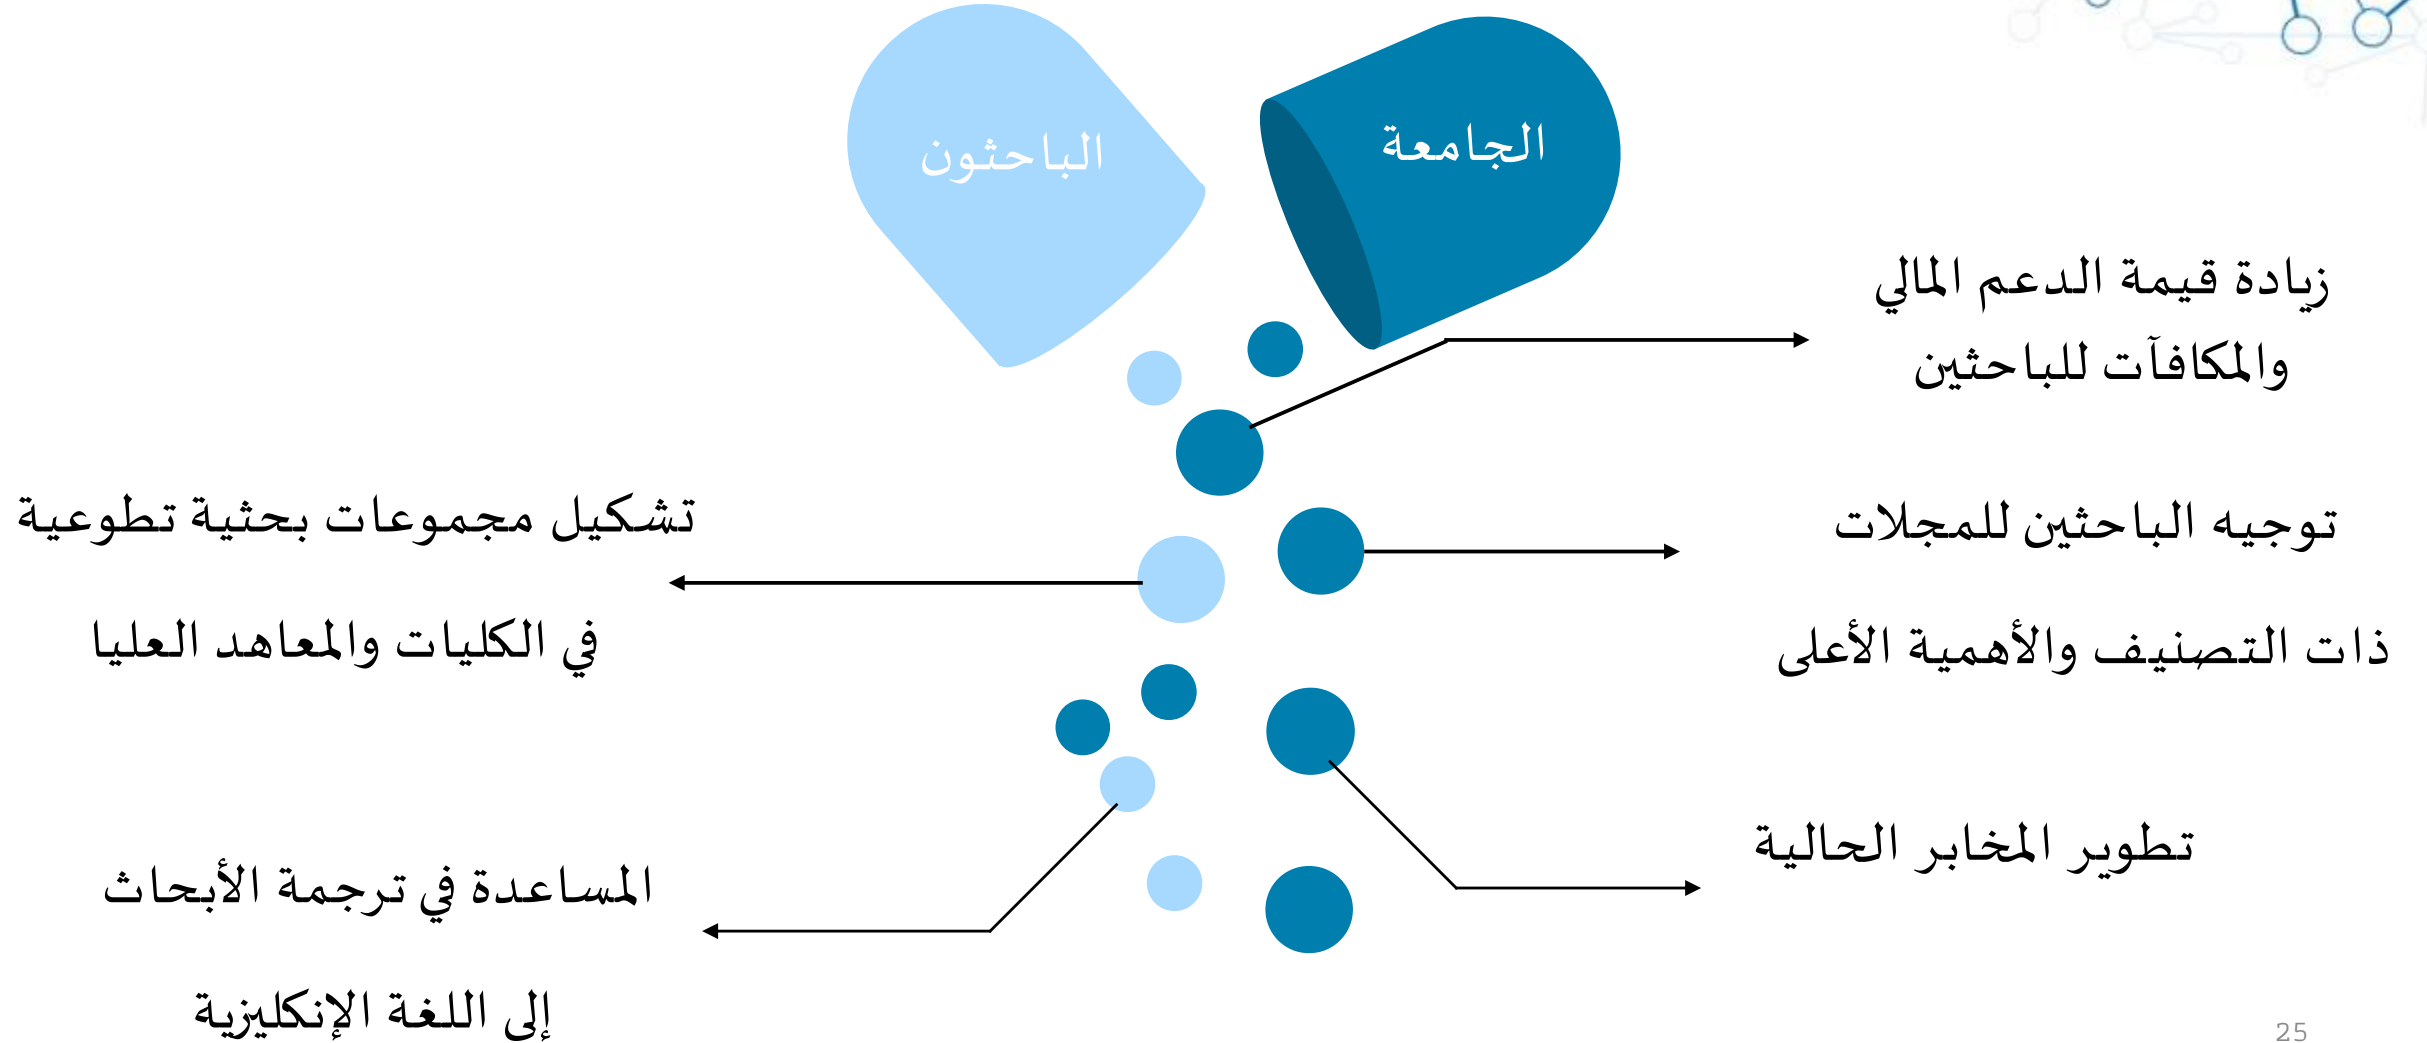 الجامعة
الباحثون
زيادة قيمة الدعم المالي
والمكافآت للباحثين
توجيه الباحثين للمجلات
ذات التصنيف والأهمية الأعلى
تطوير المخابر الحالية
تشكيل مجموعات بحثية تطوعية
في الكليات والمعاهد العليا
المساعدة في ترجمة الأبحاث
إلى اللغة الإنكليزية
25